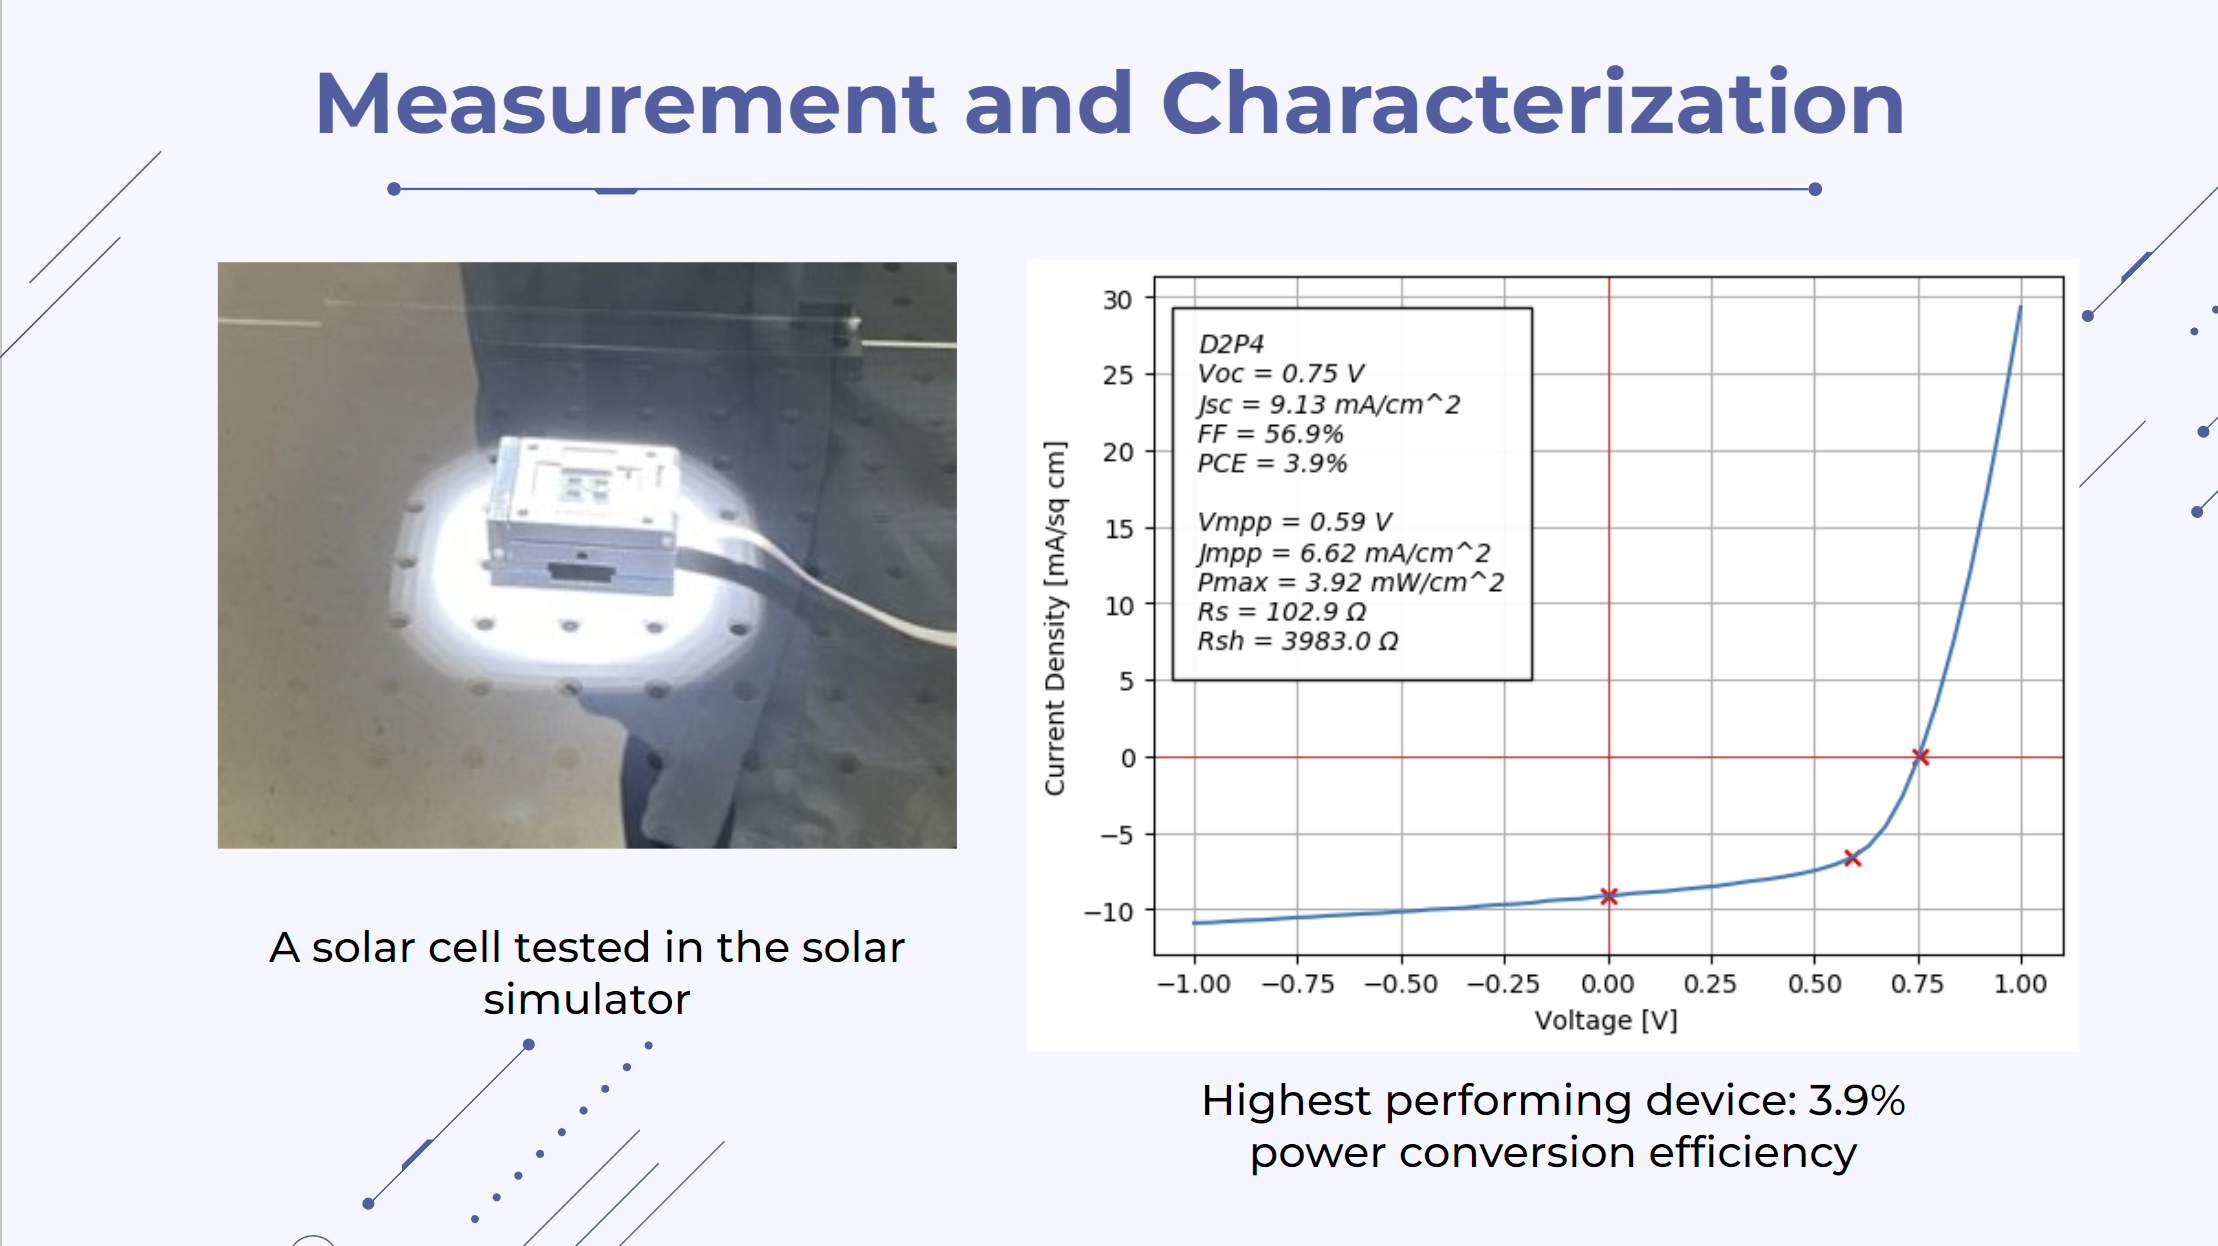 Measurement and Characterization
A solar cell tested in the solar
simulator
30
25
20
15
10
5
0
−5
−10
Current Density [mA/sq cm]
D2P4
Voc = 0.75 V
Jsc = 9.13 mA/cm^2
FF = 56.9%
PCE = 3.9%
Vmpp = 0.59 V
Jmpp = 6.62 mA/cm^2
Pmax = 3.92 mW/cm^2
Rs = 102.9 Ω
Rsh = 3983.0 Ω
−1.00 −0.75 −0.50 −0.25 0.00 0.25 0.50 0.75 1.00
Voltage [V]
Highest performing device: 3.9%
power conversion efficiency